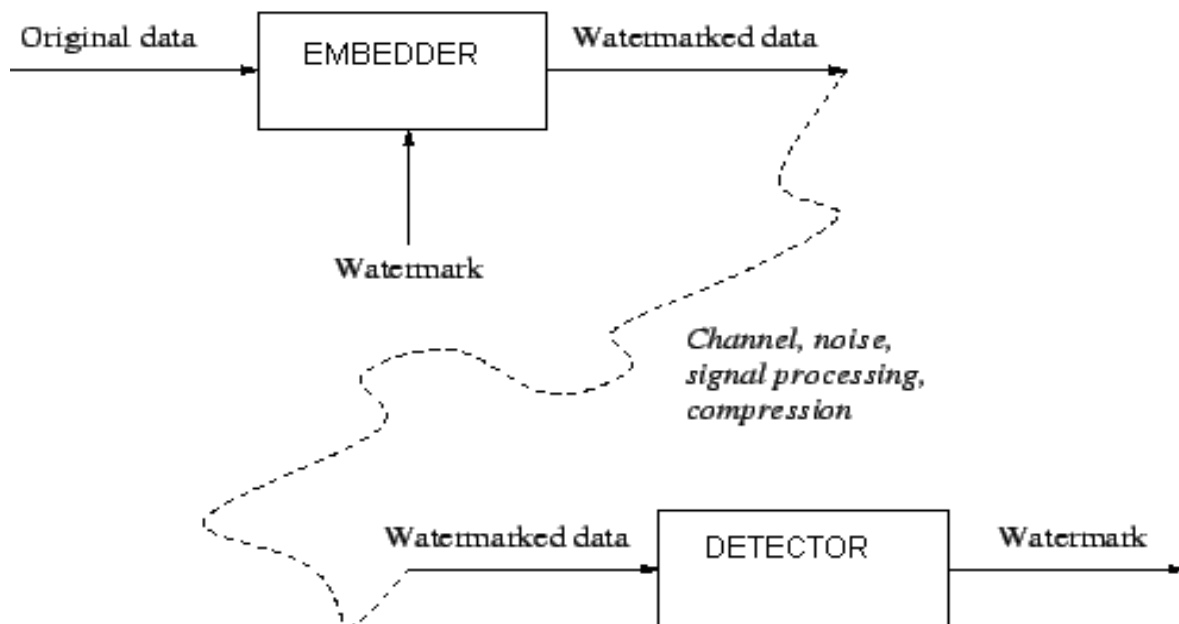 Original data
EMBEDDER
Watermarked data
Watermark
Channel, noise,
signal processing,
compression
Watermarked data
DETECTOR
Watermark